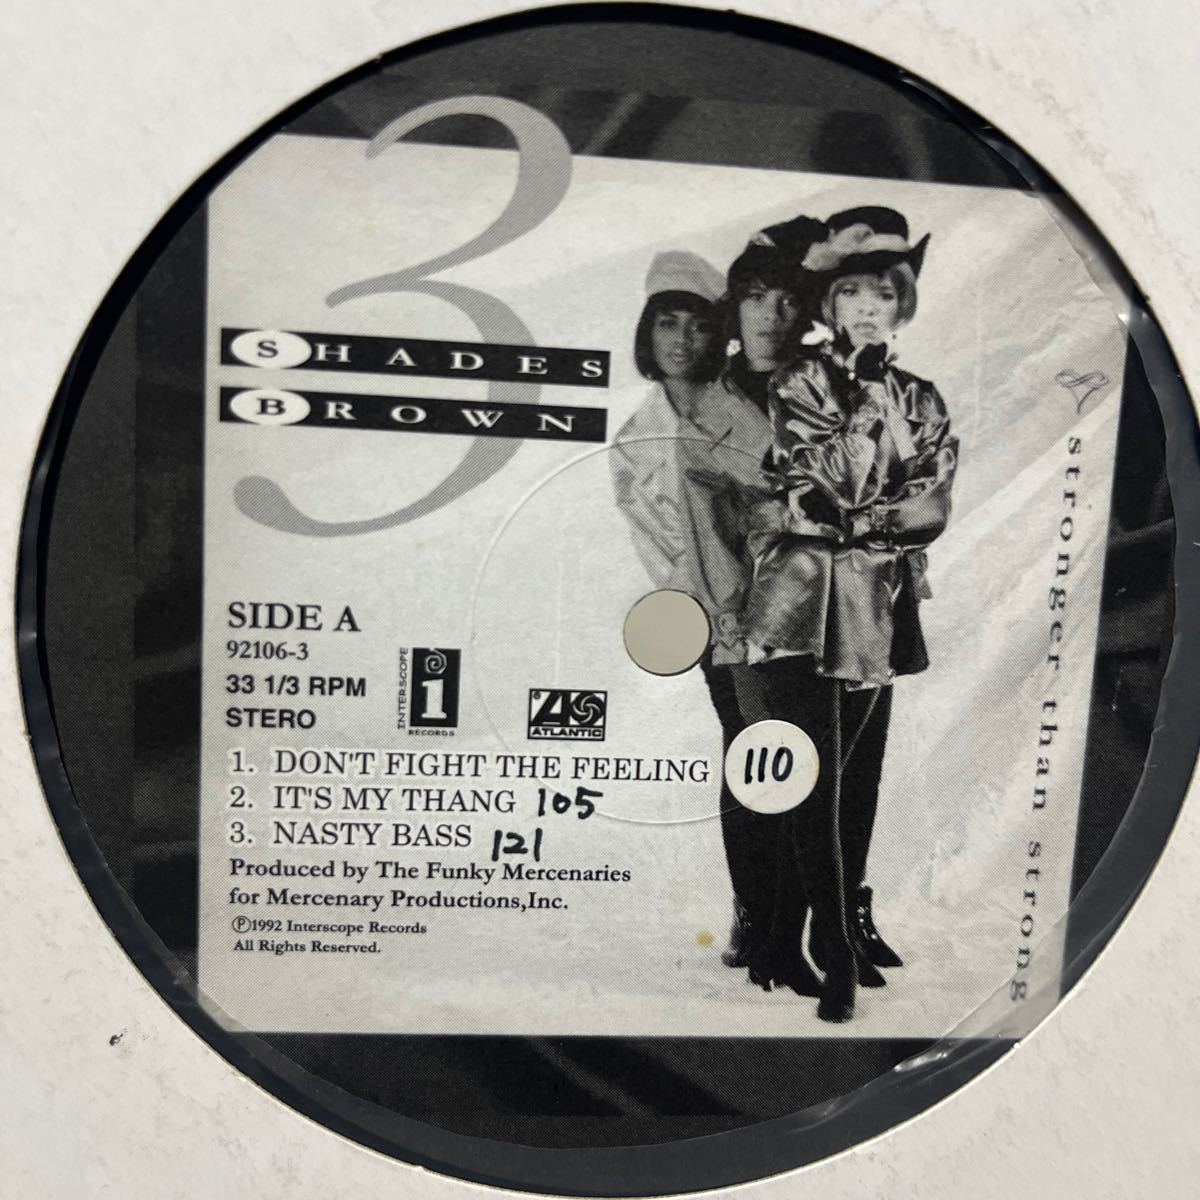 3
SHADES
BROWN
stronger than strong
SIDE A
92106-3
33 1/3 RPM
STERO
INTERSCOPE
i
RECORDS
ATLANTIC
1. DON'T FIGHT THE FEELING 110
2. IT'S MY THANG 105
3. NASTY BASS 121
Produced by The Funky Mercenaries
for Mercenary Productions,Inc.
Ⓟ1992 Interscope Records
All Rights Reserved.